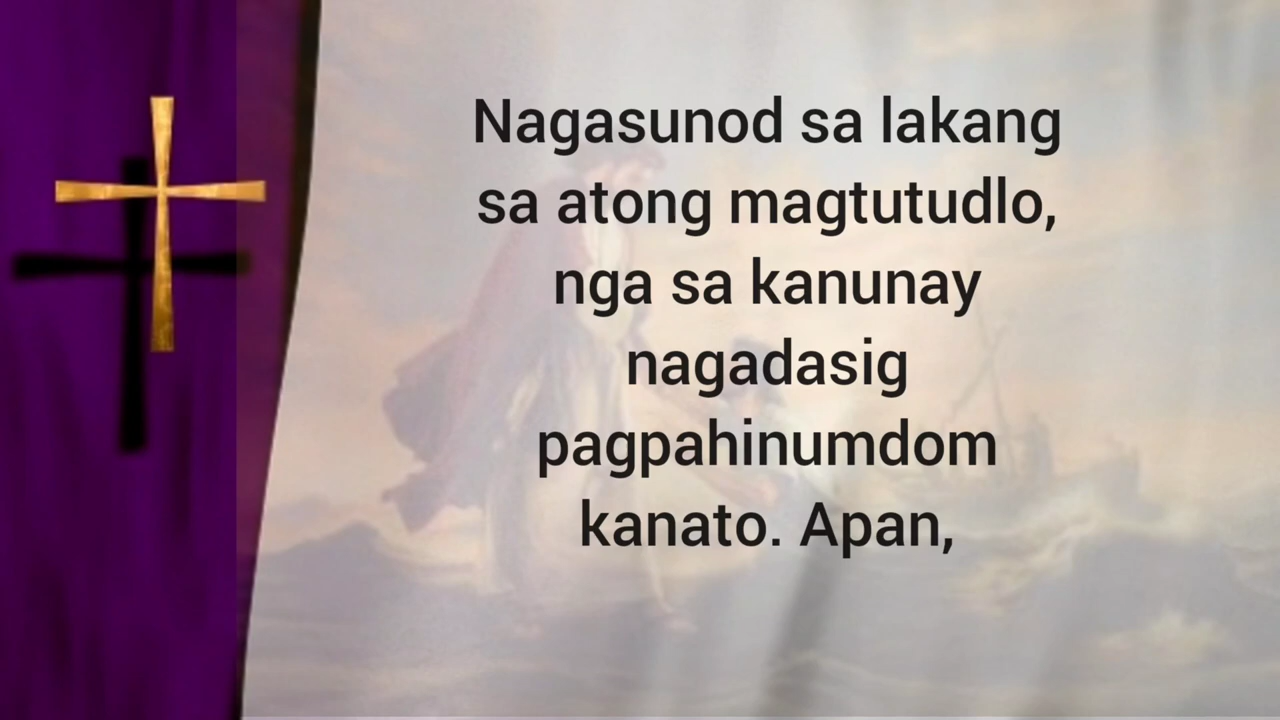 Nagasunod sa lakang
sa atong magtutudlo,
nga sa kanunay
nagadasig
pagpahinumdom
kanato. Apan,